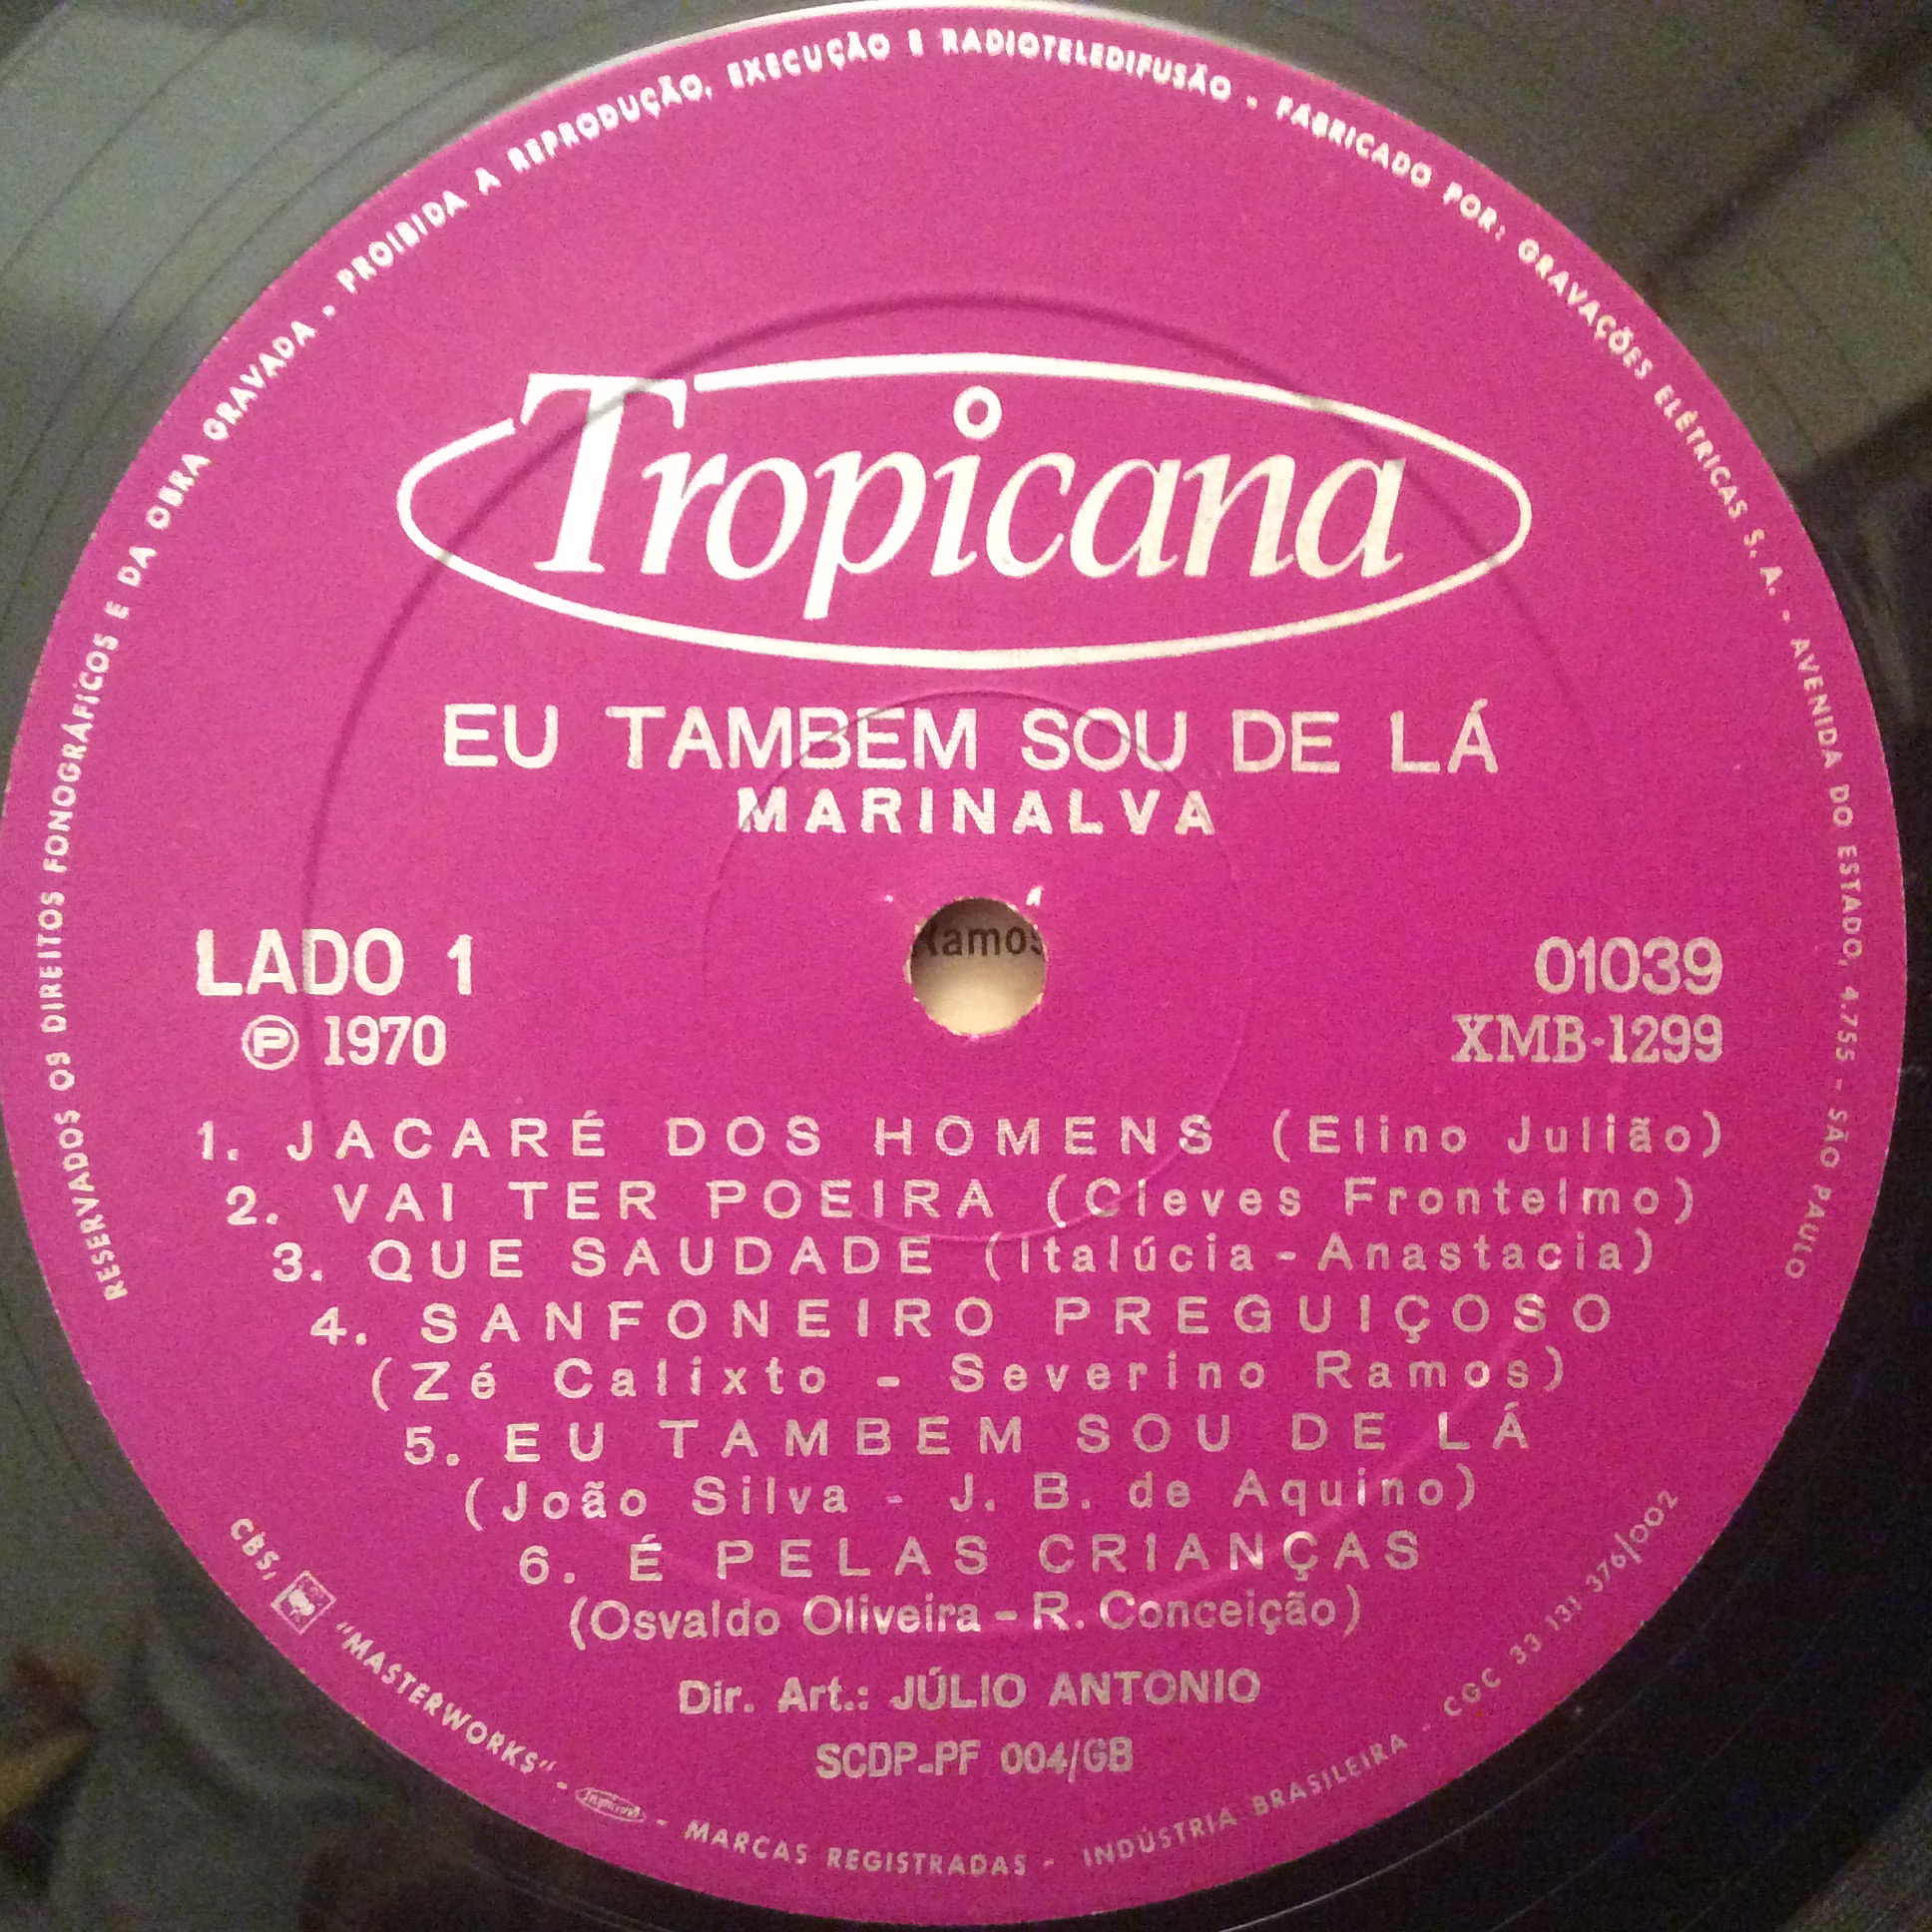 RESERVADOS OS DIREITOS FONOGRÁFICOS E DA OBRA GRAVADA - PROIBIDA A REPRODUÇÃO, EXECUÇÃO E RADIOTELEDIFUSÃO - FABRICADO POR: GRAVAÇÕES ELÉTRICAS S. A. - AVENIDA DO ESTADO, 4.755 - SÃO PAULO
Tropicana
EU TAMBEM SOU DE LÁ
MARINALVA
Ramos
LADO 1
℗ 1970
01039
XMB-1299
1. JACARÉ DOS HOMENS (Elino Julião)
2. VAI TER POEIRA (Cleves Frontelmo)
3. QUE SAUDADE (Italúcia - Anastacia)
4. SANFONEIRO PREGUIÇOSO
(Zé Calixto - Severino Ramos)
5. EU TAMBEM SOU DE LÁ
(João Silva - J. B. de Aquino)
6. É PELAS CRIANÇAS
(Osvaldo Oliveira - R. Conceição)
Dir. Art.: JÚLIO ANTONIO
SCDP-PF 004/GB
CBS, "MASTERWORKS" - Tropicana - MARCAS REGISTRADAS - INDÚSTRIA BRASILEIRA - CGC 33 131 376/002